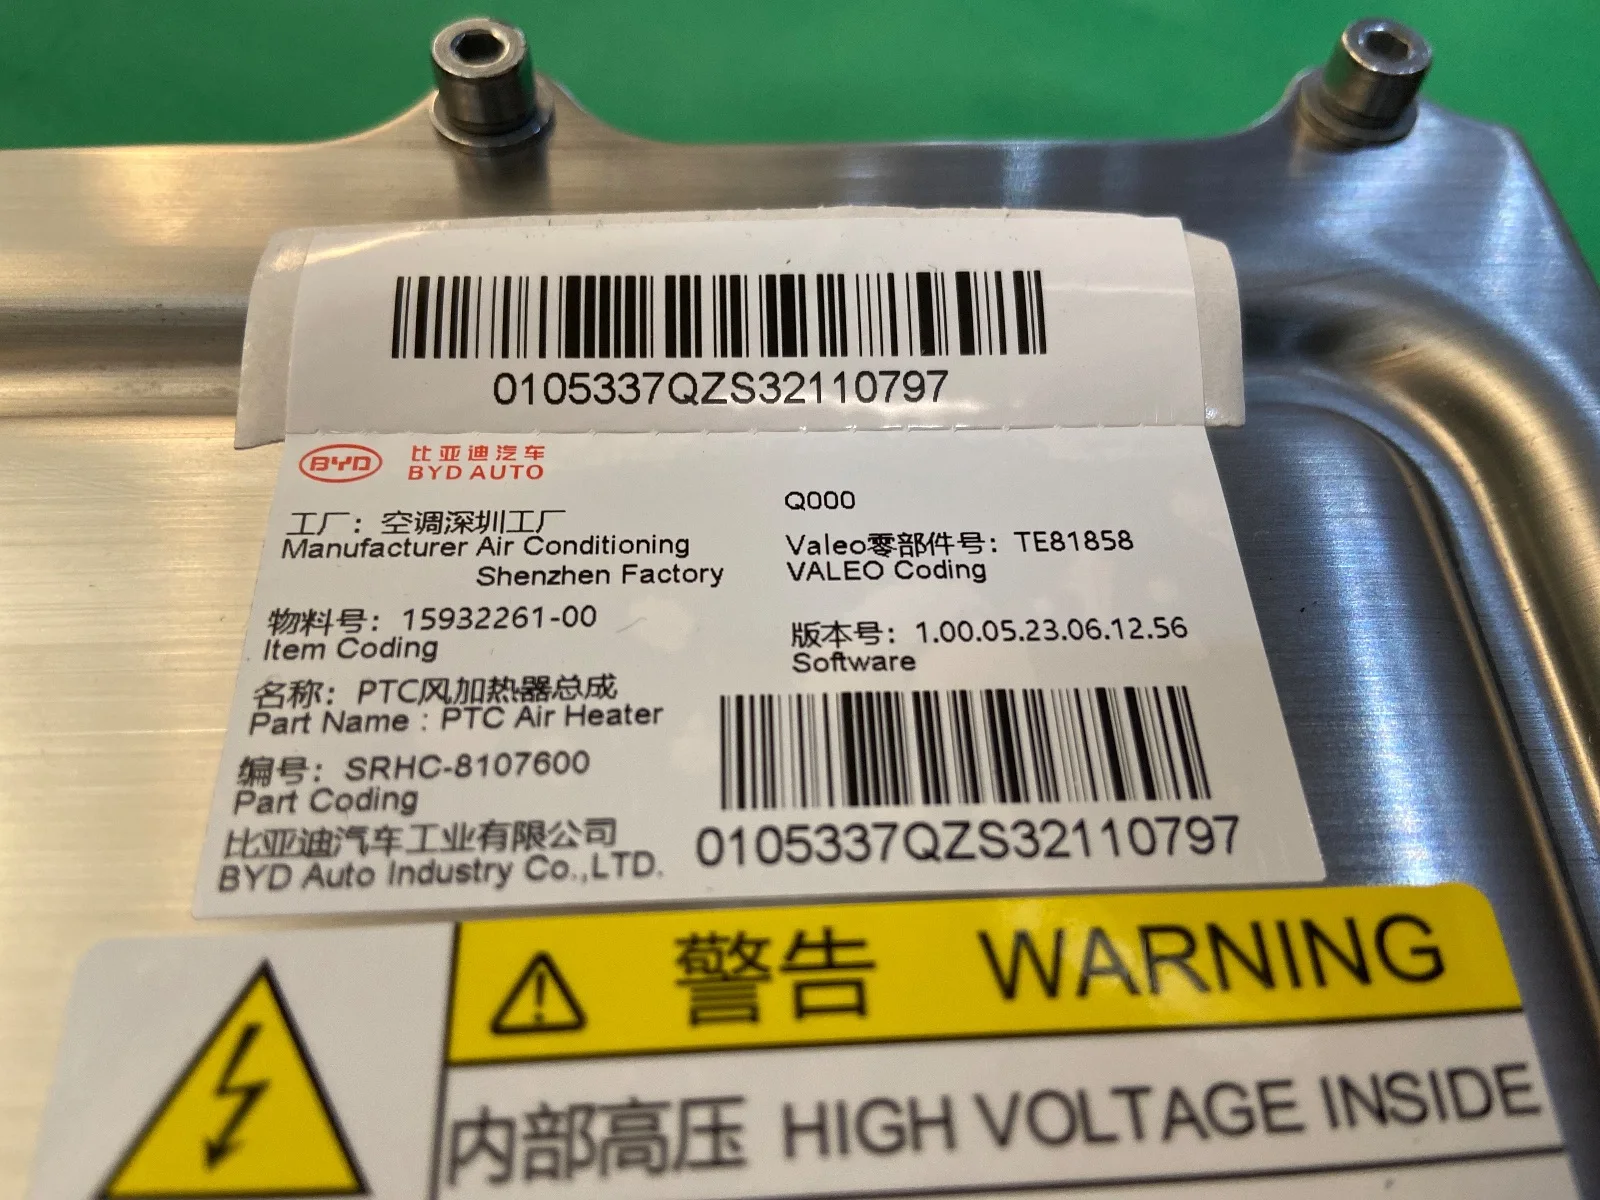 0105337QZS32110797
BYD 比亚迪汽车
BYD AUTO
工厂：空调深圳工厂
Manufacturer Air Conditioning
Shenzhen Factory
物料号：15932261-00
Item Coding
名称：PTC风加热器总成
Part Name : PTC Air Heater
编号：SRHC-8107600
Part Coding
比亚迪汽车工业有限公司
BYD Auto Industry Co.,LTD.
Q000
Valeo零部件号：TE81858
VALEO Coding
版本号：1.00.05.23.06.12.56
Software
0105337QZS32110797
警告 WARNING
内部高压 HIGH VOLTAGE INSIDE